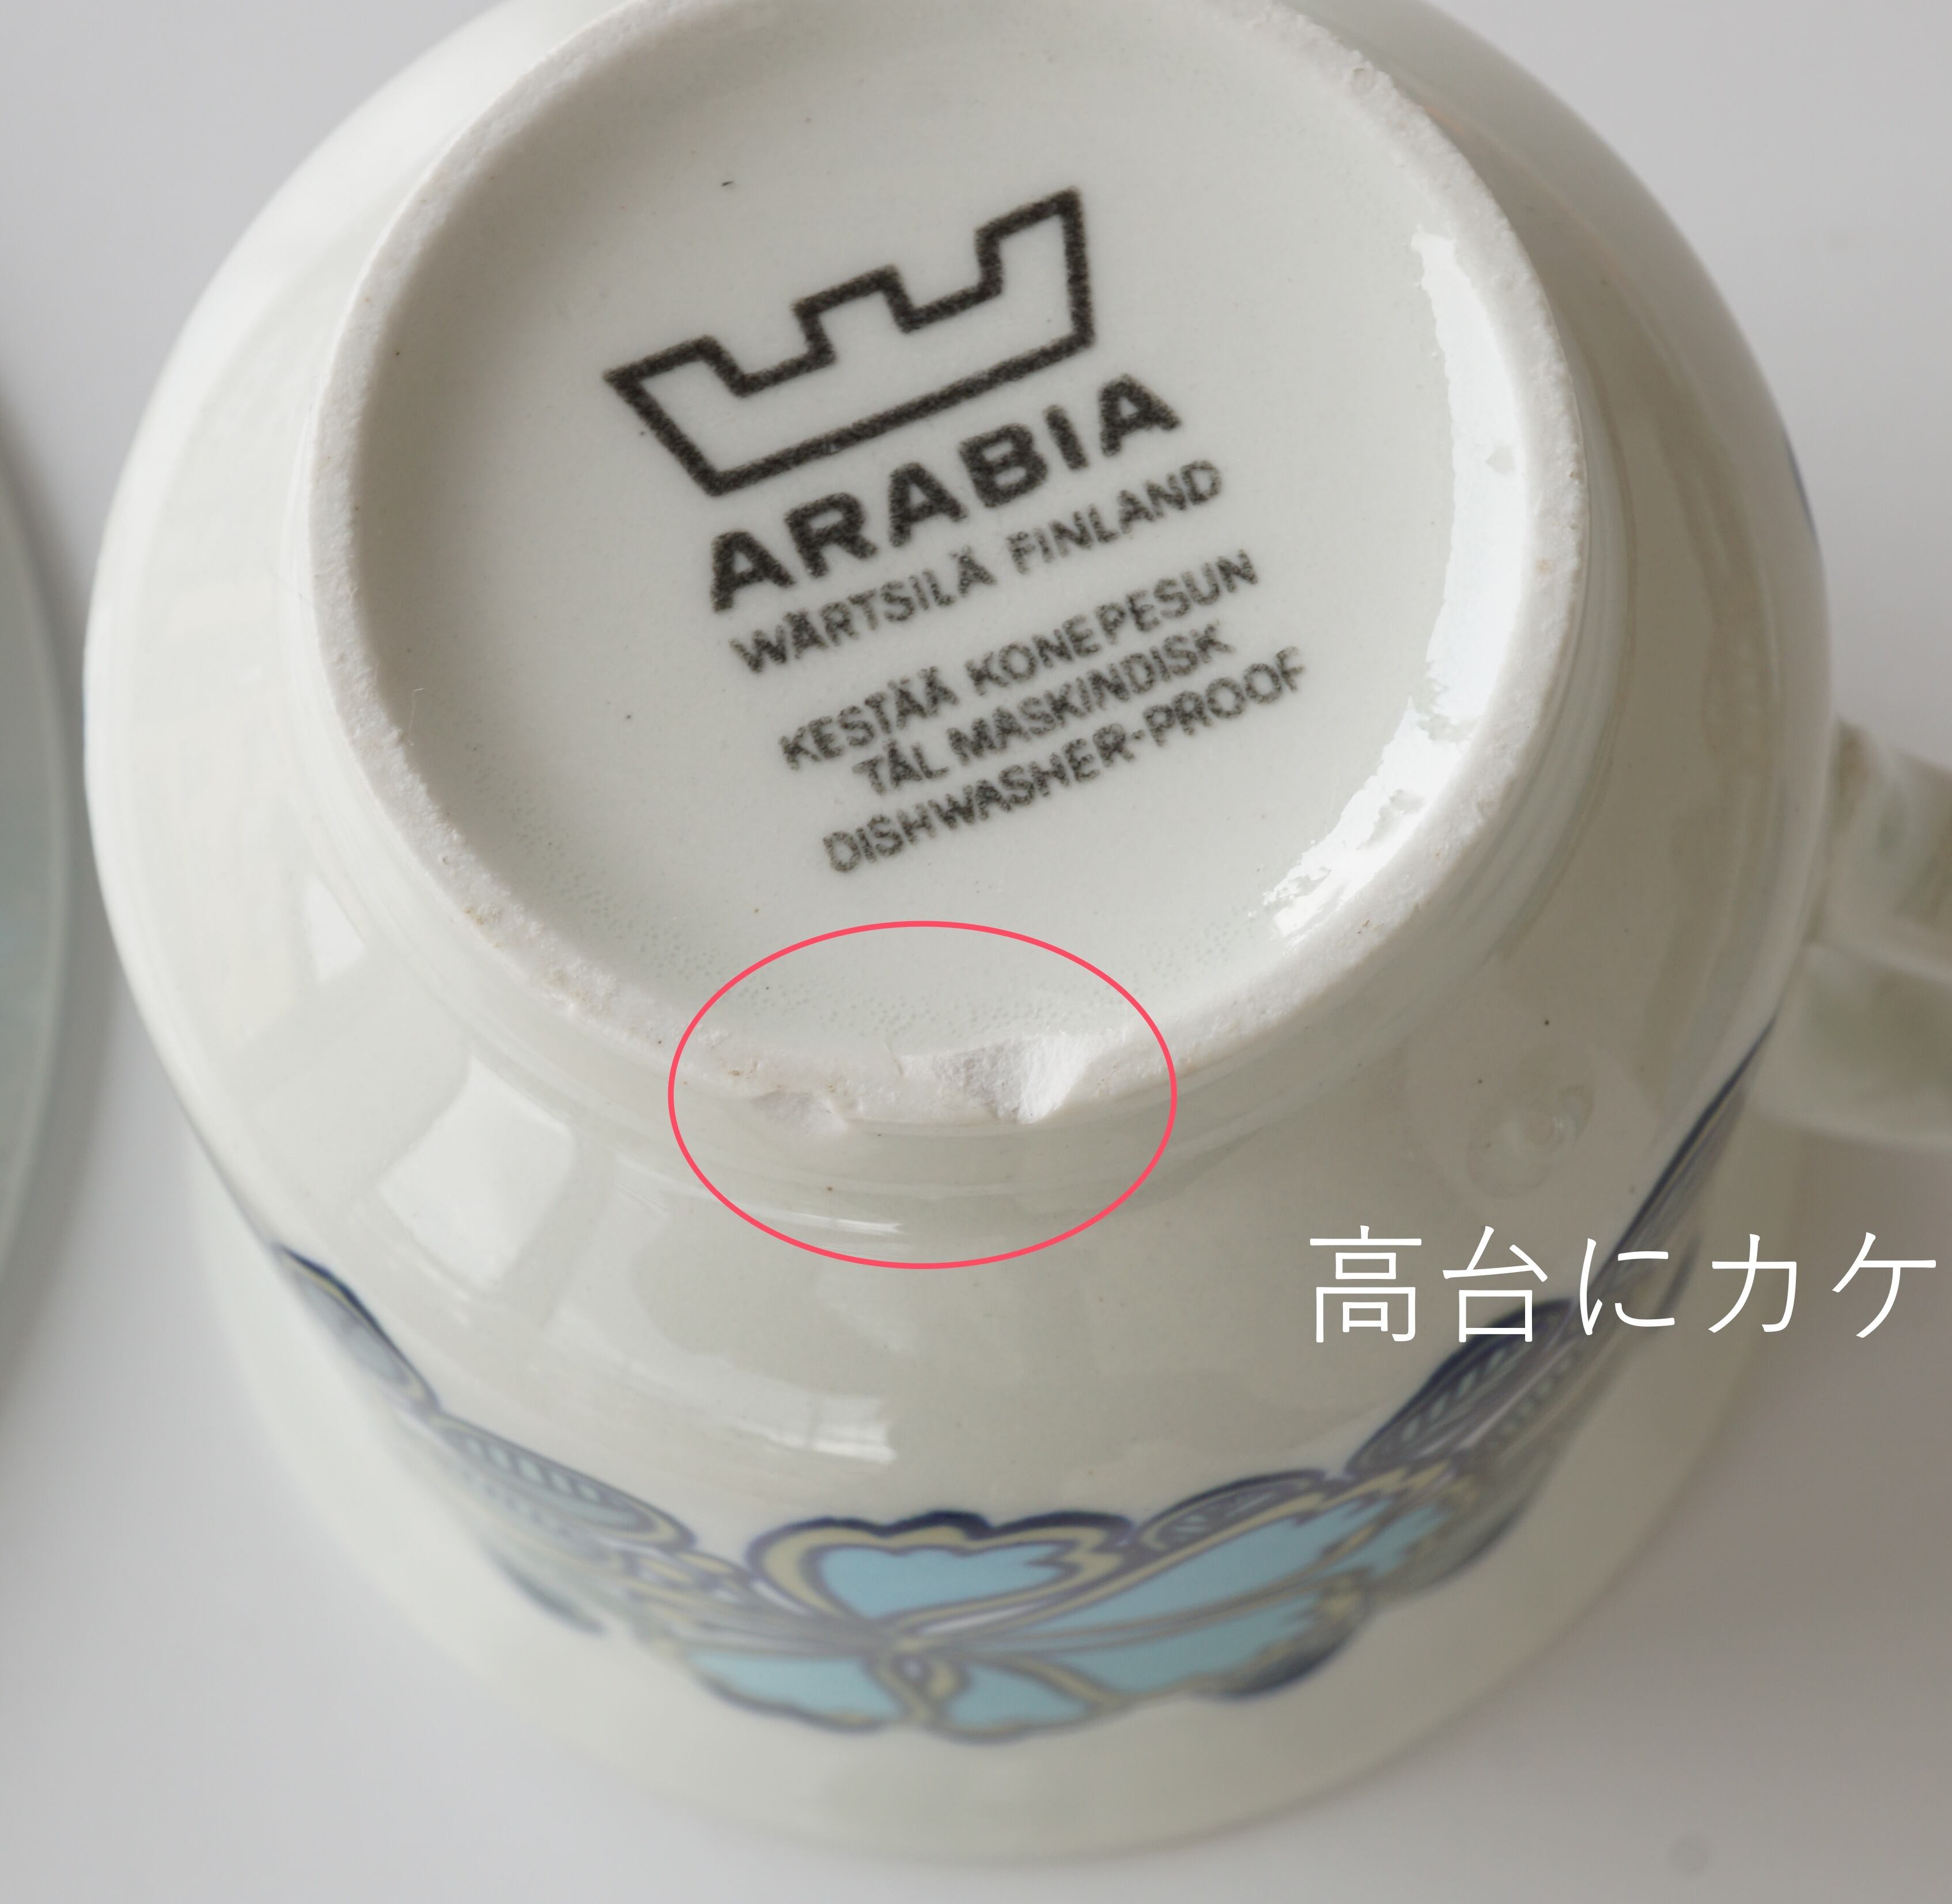 ARABIA
WÄRTSILÄ FINLAND
KESTÄÄ KONEPESUN
TÅL MASKINDISK
DISHWASHER-PROOF
高台にカケ